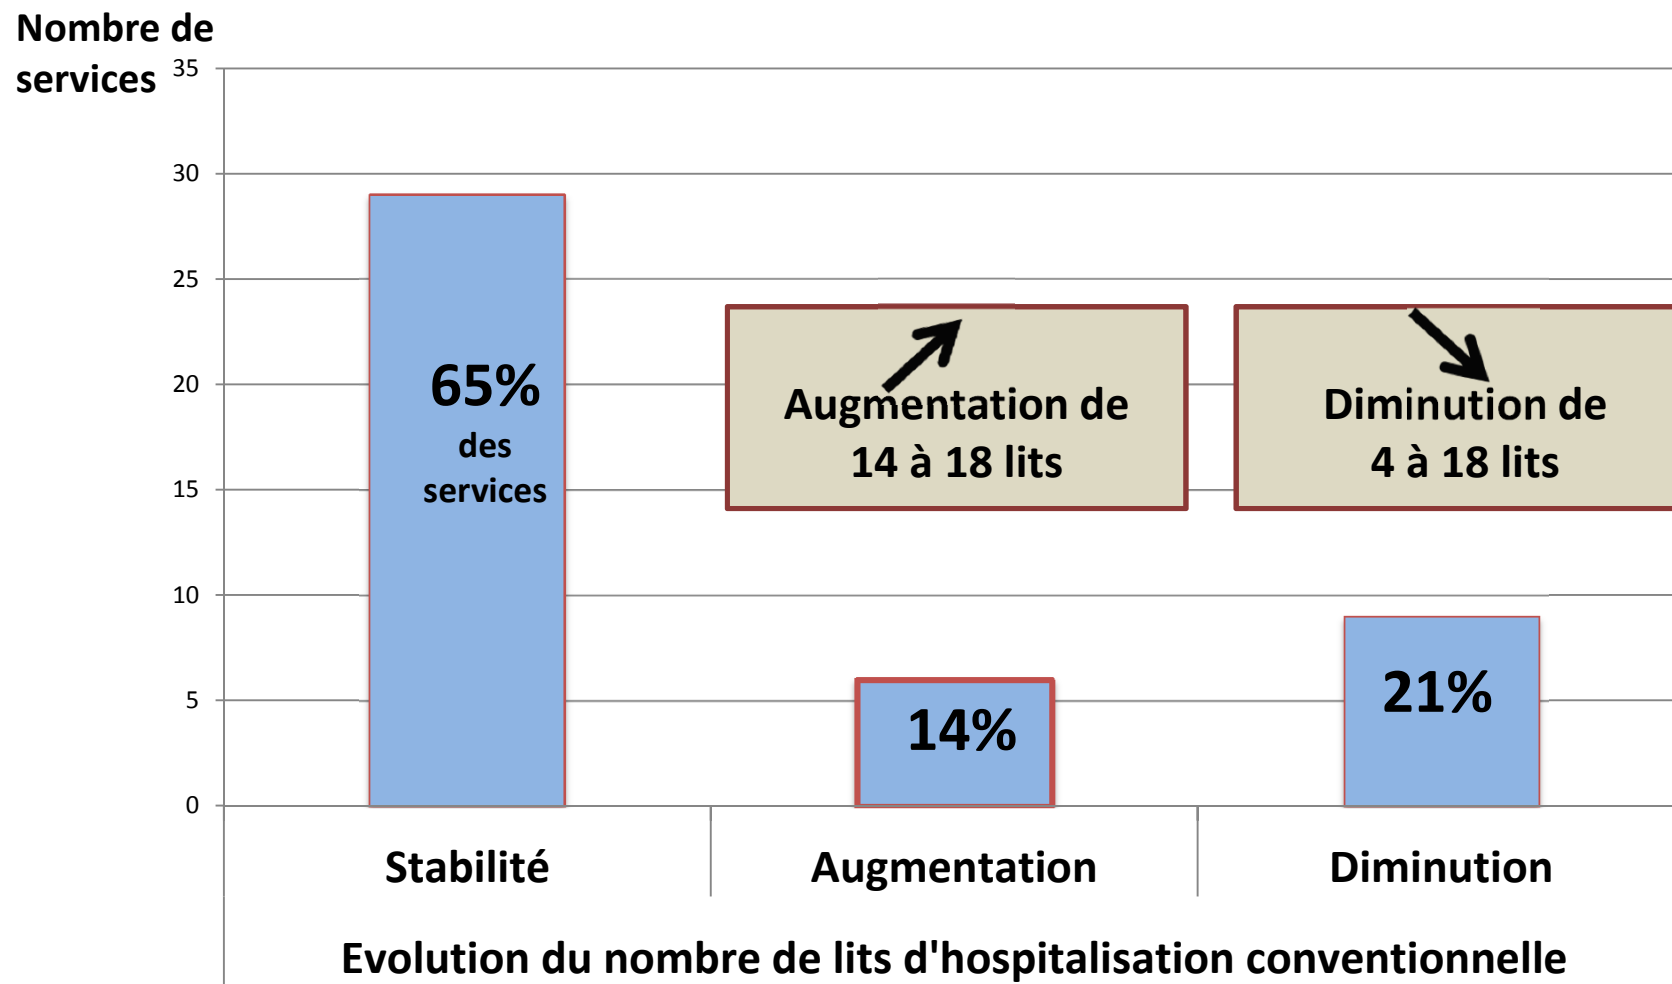 Nombre de
services
35
30
25
20
15
10
5
0
65%
des
services
Augmentation de
14 à 18 lits
Diminution de
4 à 18 lits
14%
21%
Stabilité
Augmentation
Diminution
Evolution du nombre de lits d'hospitalisation conventionnelle